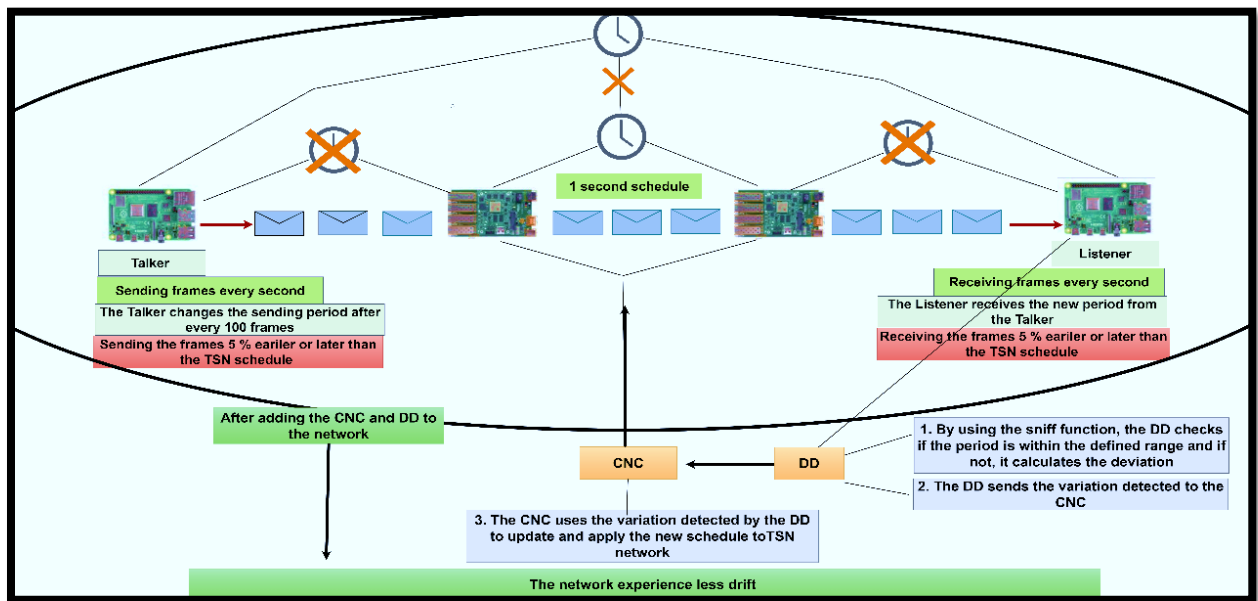 1 second schedule
Talker
Listener
Sending frames every second
Receiving frames every second
The Talker changes the sending period after
every 100 frames
The Listener receives the new period from
the Talker
Sending the frames 5 % eariler or later than
the TSN schedule
Receiving the frames 5 % eariler or later than
the TSN schedule
After adding the CNC and DD to
the network
CNC
DD
1. By using the sniff function, the DD checks
if the period is within the defined range and if
not, it calculates the deviation
2. The DD sends the variation detected to the
CNC
3. The CNC uses the variation detected by the DD
to update and apply the new schedule toTSN
network
The network experience less drift